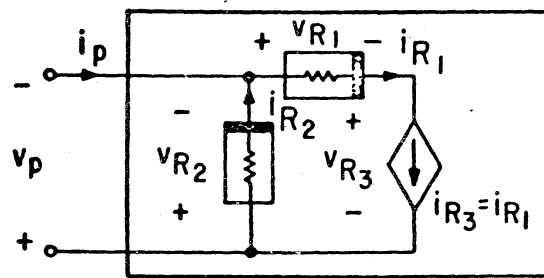 + v_R1 − i_R1
i_p
−
− i_R2 +
v_p v_R2 v_R3
+ − i_R3 = i_R1
+